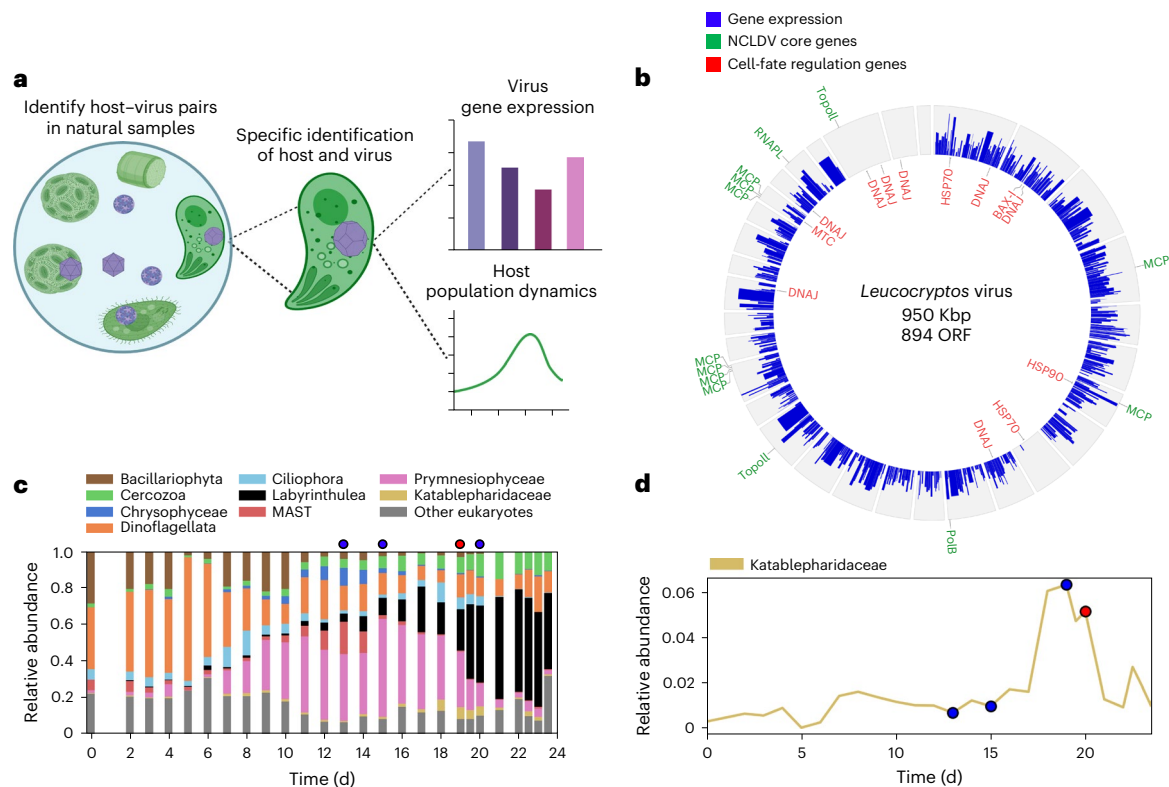 a
Identify host–virus pairs
in natural samples
Specific identification
of host and virus
Virus
gene expression
Host
population dynamics
b
Gene expression
NCLDV core genes
Cell-fate regulation genes
TopoII
RNAPL
MCP
MCP
MCP
DNAJ
DNAJ
DNAJ
HSP70
DNAJ
BAX-I
DNAJ
DNAJ
MTC
DNAJ
MCP
Leucocryptos virus
950 Kbp
894 ORF
MCP
MCP
MCP
MCP
HSP90
MCP
HSP70
DNAJ
TopoII
PolB
c
Bacillariophyta
Cercozoa
Chrysophyceae
Dinoflagellata
Ciliophora
Labyrinthulea
MAST
Prymnesiophyceae
Katablepharidaceae
Other eukaryotes
Relative abundance
1.0
0.8
0.6
0.4
0.2
0
0 2 4 6 8 10 12 14 16 18 20 22 24
Time (d)
d
Katablepharidaceae
Relative abundance
0.06
0.04
0.02
0
0 5 10 15 20
Time (d)